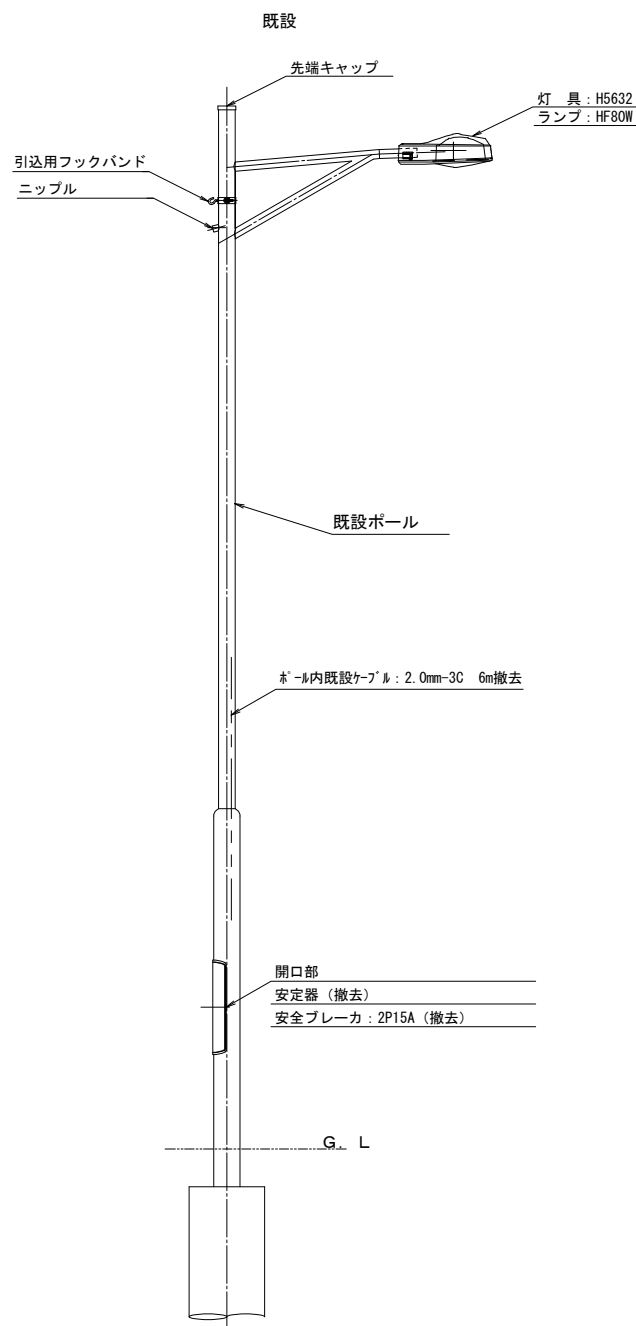 既設
先端キャップ
灯　具：H5632
ランプ：HF80W
引込用フックバンド
ニップル
既設ポール
ﾎﾟｰﾙ内既設ｹｰﾌﾞﾙ：2.0mm-3C　6m撤去
開口部
安定器（撤去）
安全ブレーカ：2P15A（撤去）
Ｇ．Ｌ